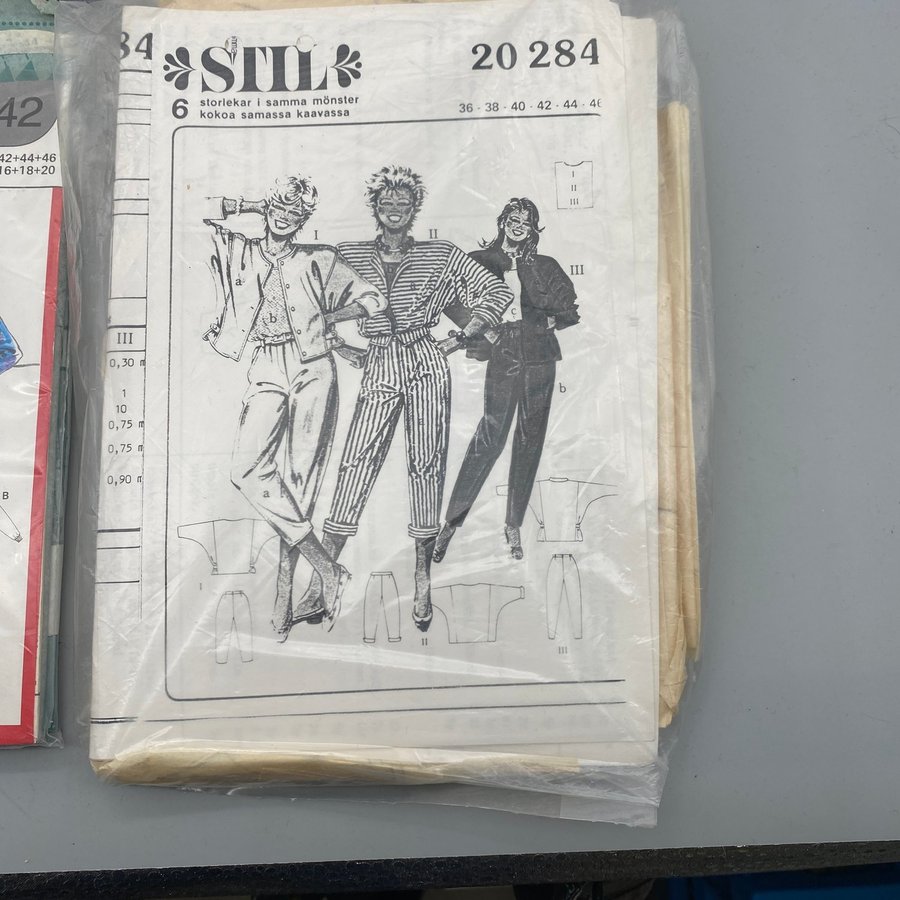 84
STIL
20 284
6 storlekar i samma mönster
kokoa samassa kaavassa
36 - 38 - 40 - 42 - 44 - 46
42
42+44+46
16+18+20
I
II
III
I
II
III
a
b
c
a
b
III
0,30 m
1
10
0,75 m
0,75 m
0,90 m
B
I
II
III